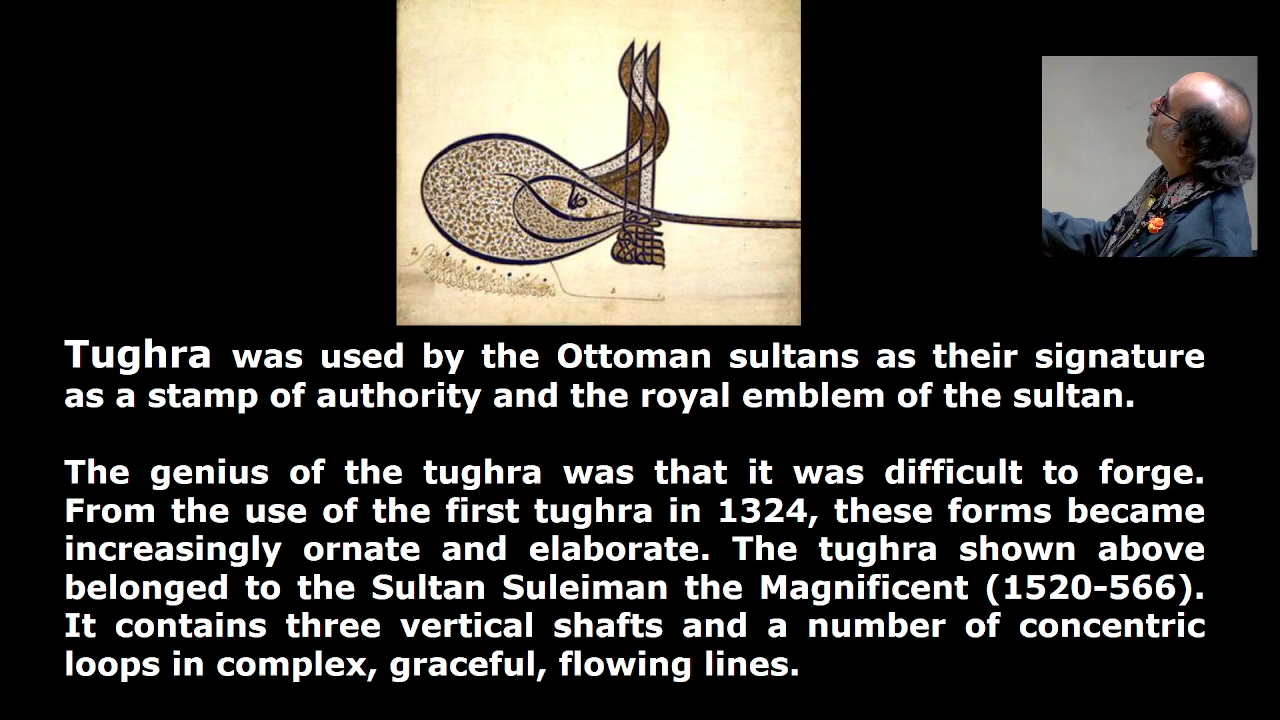 Tughra was used by the Ottoman sultans as their signature
as a stamp of authority and the royal emblem of the sultan.
The genius of the tughra was that it was difficult to forge.
From the use of the first tughra in 1324, these forms became
increasingly ornate and elaborate. The tughra shown above
belonged to the Sultan Suleiman the Magnificent (1520-566).
It contains three vertical shafts and a number of concentric
loops in complex, graceful, flowing lines.